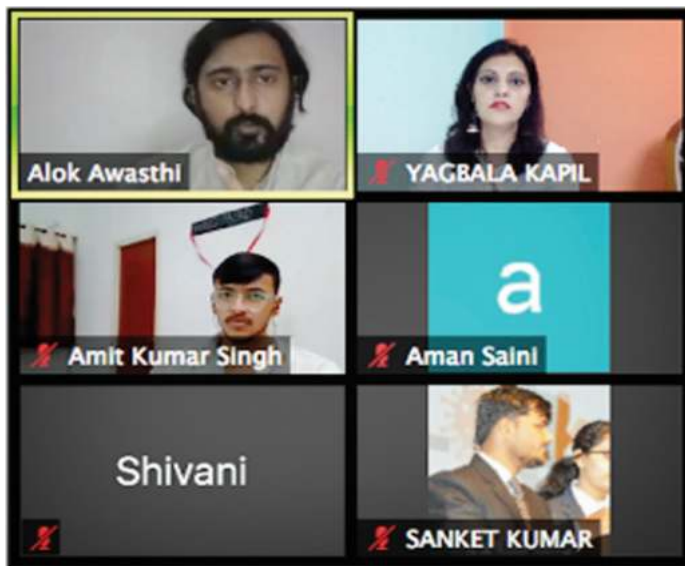 Alok Awasthi
YAGBALA KAPIL
Amit Kumar Singh
a
Aman Saini
Shivani
SANKET KUMAR